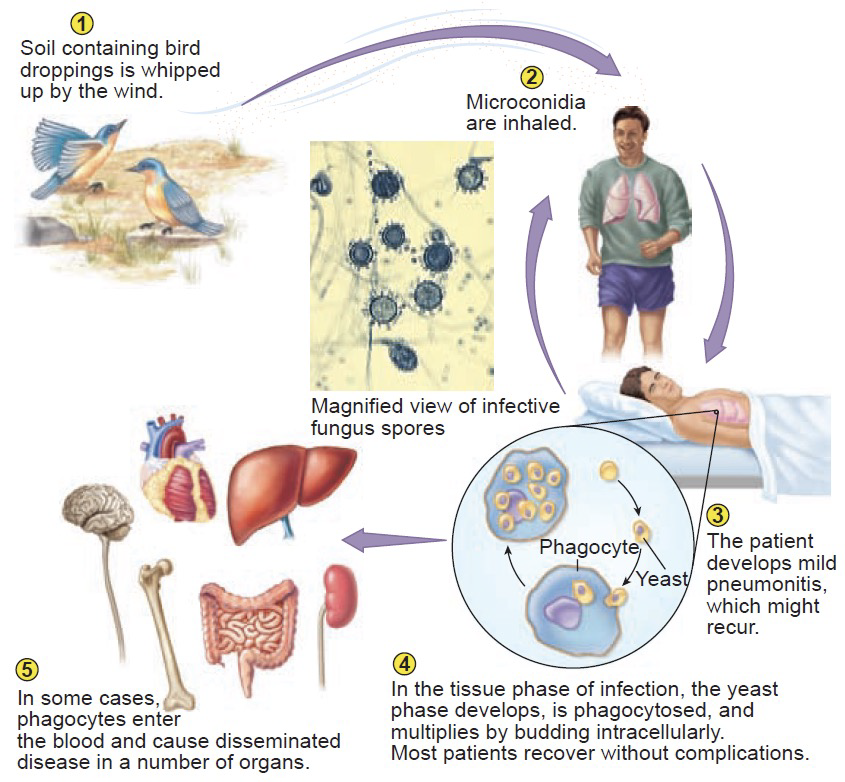 1
Soil containing bird
droppings is whipped
up by the wind.
2
Microconidia
are inhaled.
Magnified view of infective
fungus spores
3
The patient
develops mild
pneumonitis,
which might
recur.
Phagocyte
Yeast
4
In the tissue phase of infection, the yeast
phase develops, is phagocytosed, and
multiplies by budding intracellularly.
Most patients recover without complications.
5
In some cases,
phagocytes enter
the blood and cause disseminated
disease in a number of organs.